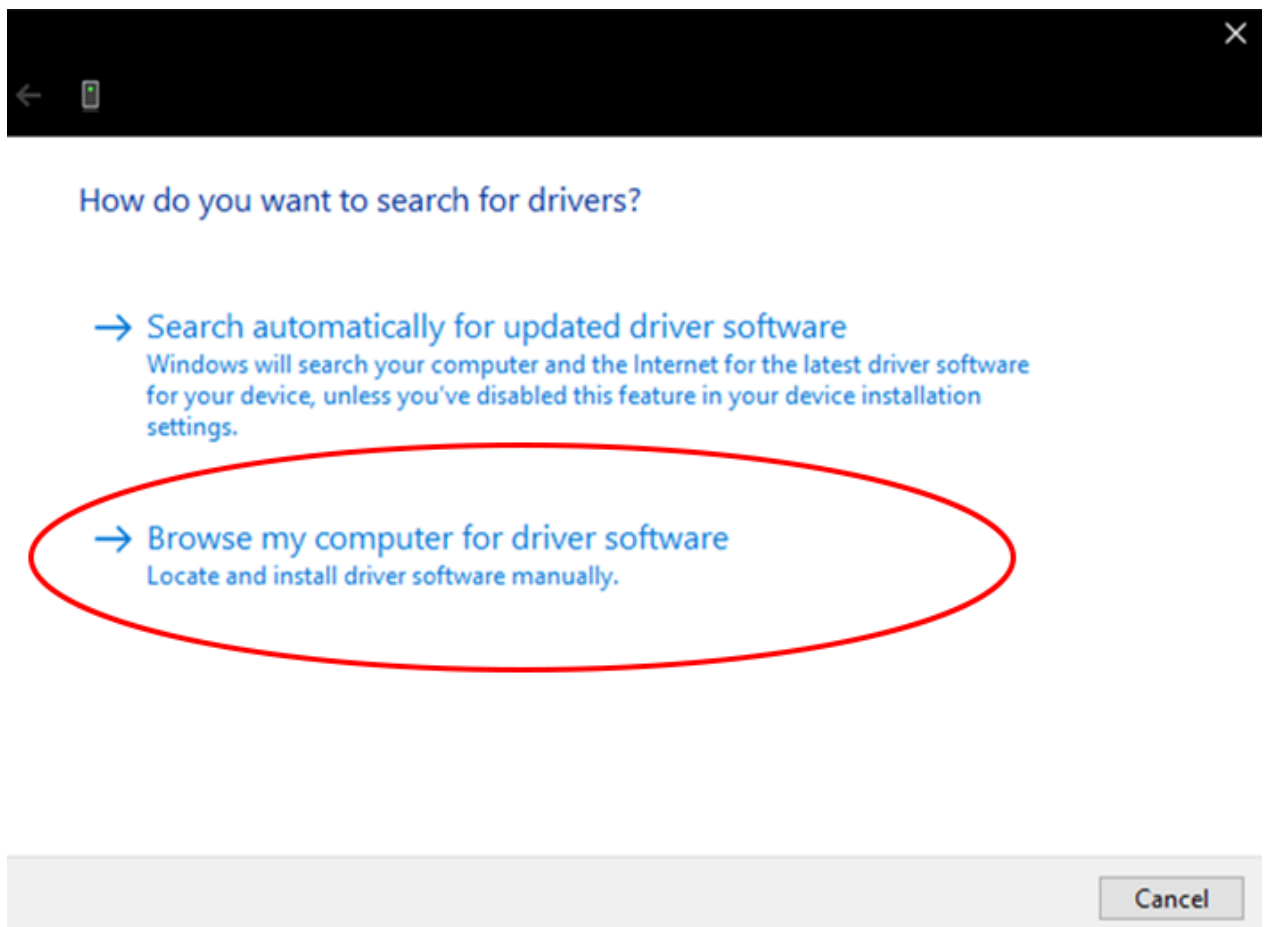 How do you want to search for drivers?
Search automatically for updated driver software
Windows will search your computer and the Internet for the latest driver software
for your device, unless you've disabled this feature in your device installation
settings.
Browse my computer for driver software
Locate and install driver software manually.
Cancel